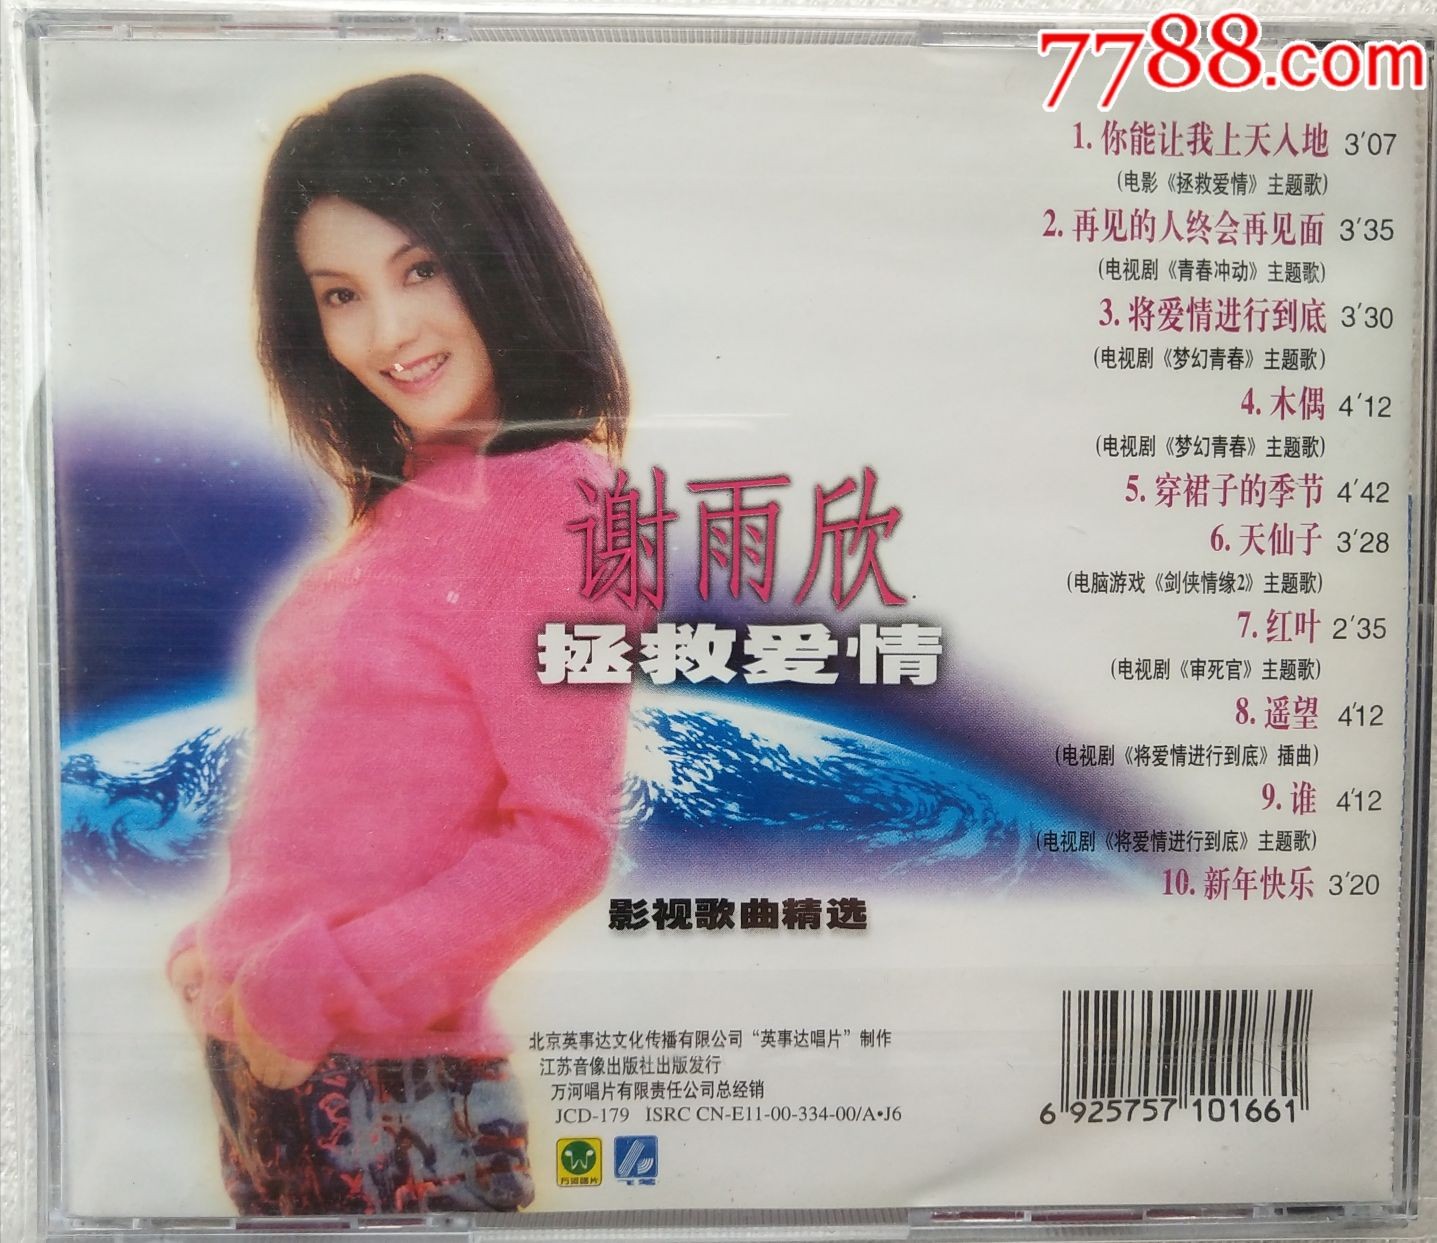 7788.com
1. 你能让我上天入地 3'07
(电影《拯救爱情》主题歌)
2. 再见的人终会再见面 3'35
(电视剧《青春冲动》主题歌)
3. 将爱情进行到底 3'30
(电视剧《梦幻青春》主题歌)
4. 木偶 4'12
(电视剧《梦幻青春》主题歌)
5. 穿裙子的季节 4'42
6. 天仙子 3'28
(电脑游戏《剑侠情缘2》主题歌)
7. 红叶 2'35
(电视剧《审死官》主题歌)
8. 遥望 4'12
(电视剧《将爱情进行到底》插曲)
9. 谁 4'12
(电视剧《将爱情进行到底》主题歌)
10. 新年快乐 3'20
谢雨欣
拯救爱情
影视歌曲精选
北京英事达文化传播有限公司“英事达唱片”制作
江苏音像出版社出版发行
万河唱片有限责任公司总经销
JCD-179 ISRC CN-E11-00-334-00/A•J6
万河唱片
飞笔
6 925757 101661